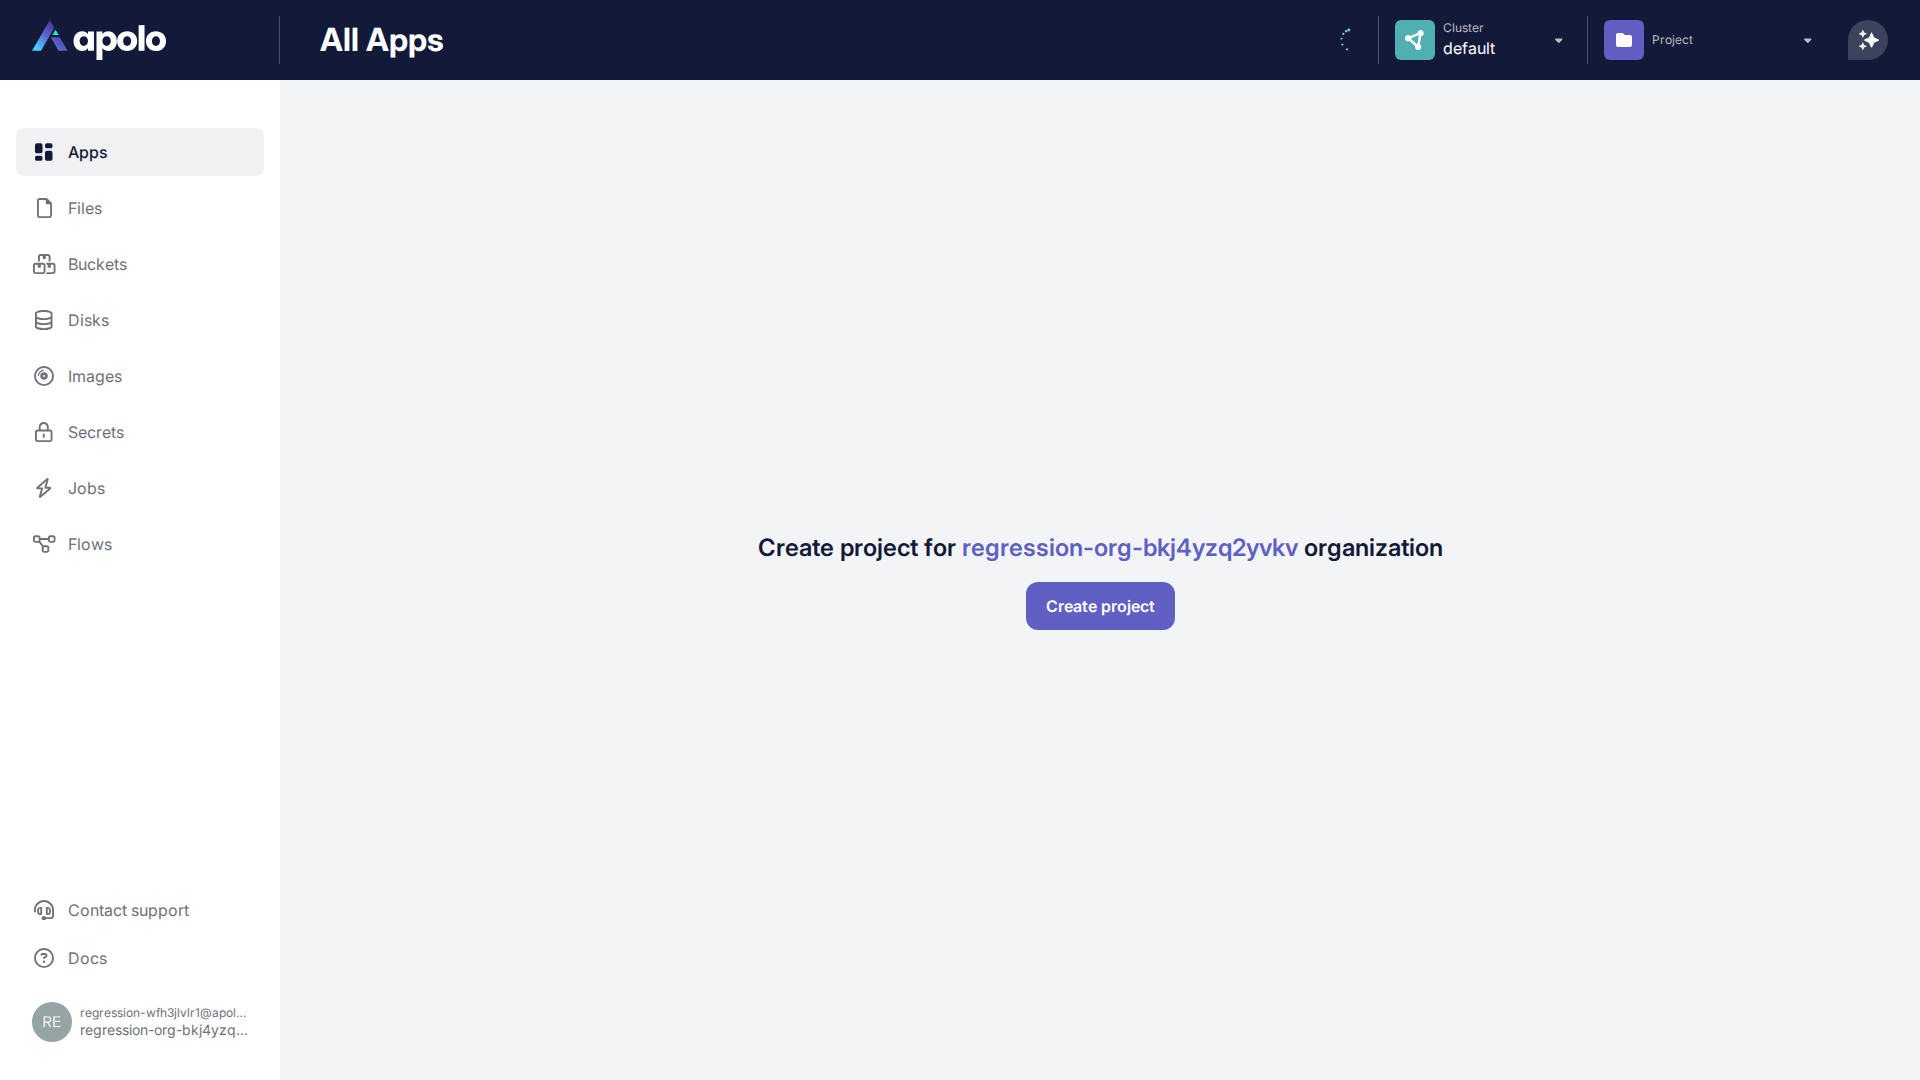 apolo
All Apps
Cluster
default
Project
Apps
Files
Buckets
Disks
Images
Secrets
Jobs
Flows
Create project for regression-org-bkj4yzq2yvkv organization
Create project
Contact support
Docs
RE
regression-wfh3jlvlr1@apol...
regression-org-bkj4yzq...